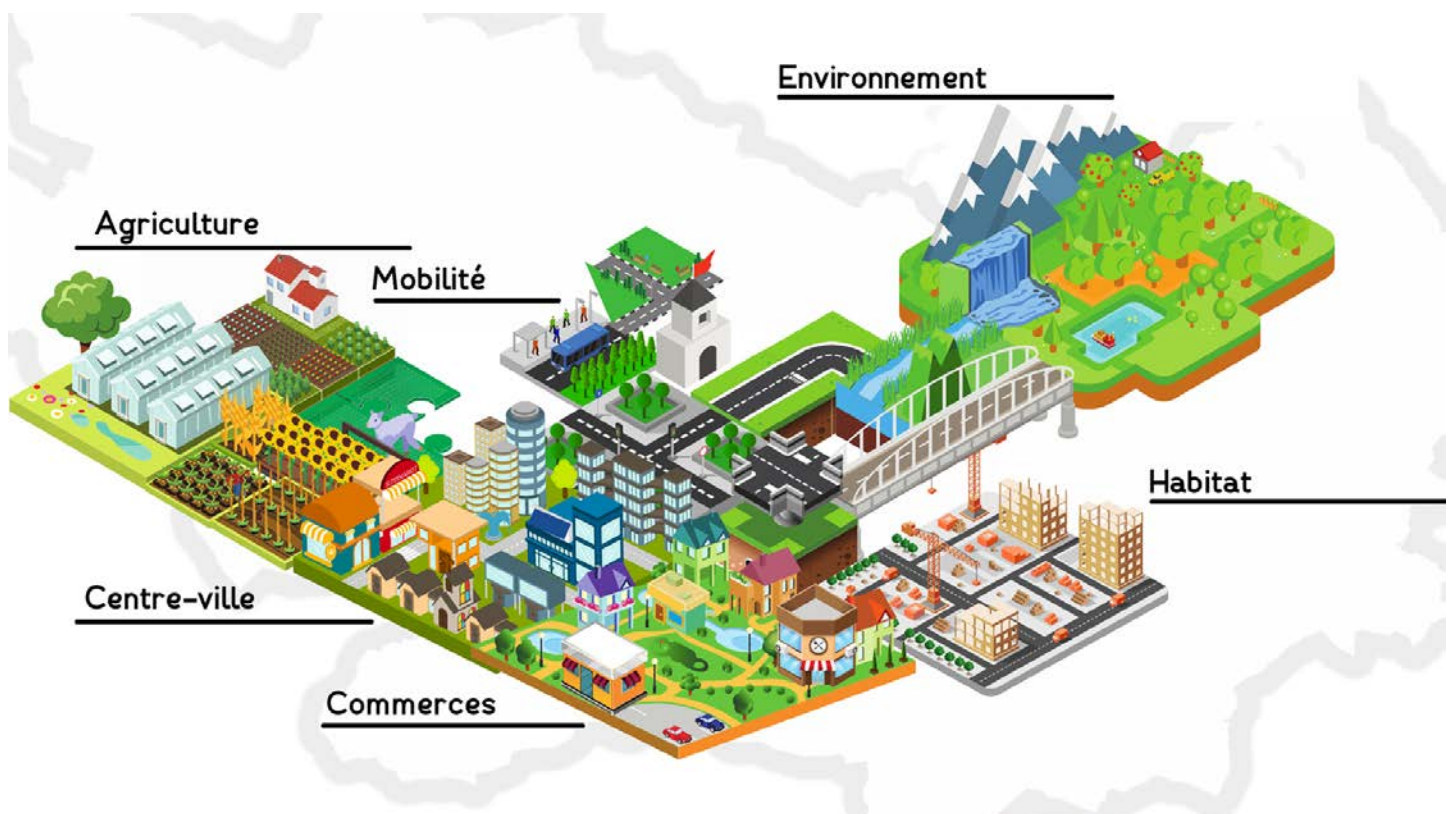 Environnement
Agriculture
Mobilité
Habitat
Centre-ville
Commerces